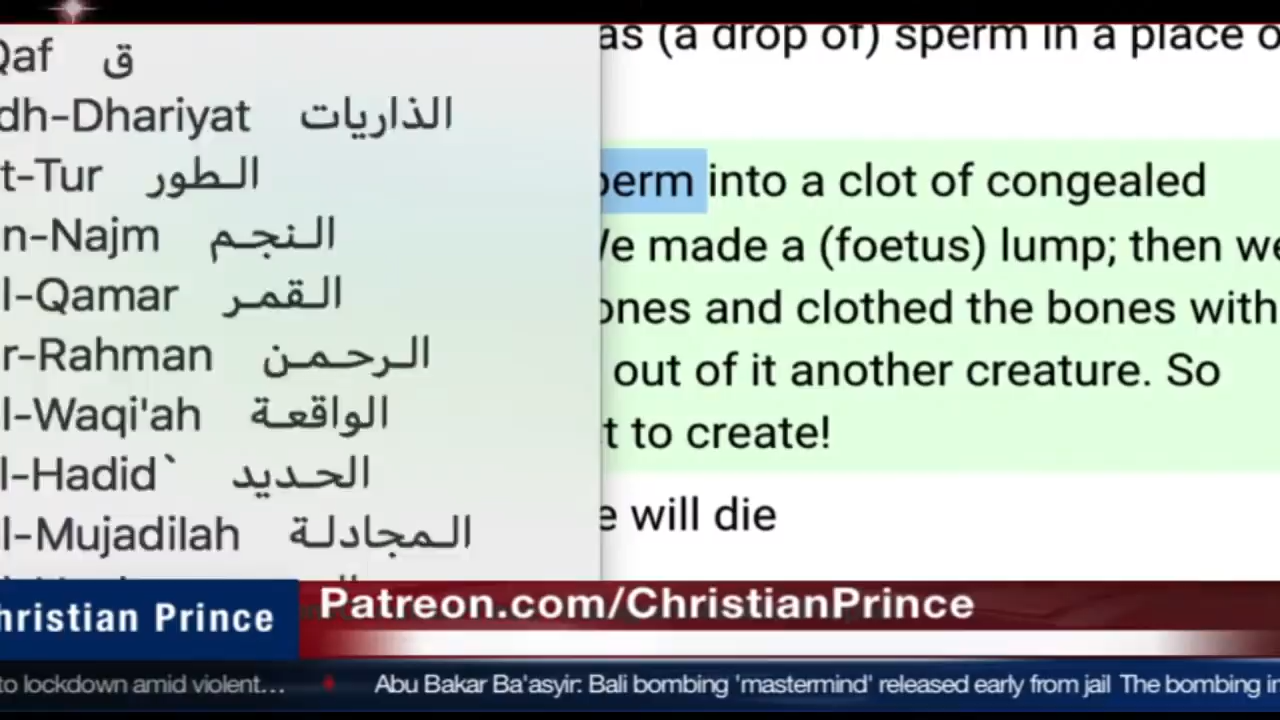 Qaf ق
dh-Dhariyat الذاريات
t-Tur الطور
n-Najm النجم
l-Qamar القمر
r-Rahman الرحمن
l-Waqi'ah الواقعة
l-Hadid` الحديد
l-Mujadilah المجادلة
as (a drop of) sperm in a place o
perm into a clot of congealed
We made a (foetus) lump; then we
ones and clothed the bones with
out of it another creature. So
t to create!
e will die
hristian Prince
Patreon.com/ChristianPrince
to lockdown amid violent... Abu Bakar Ba'asyir: Bali bombing 'mastermind' released early from jail The bombing in